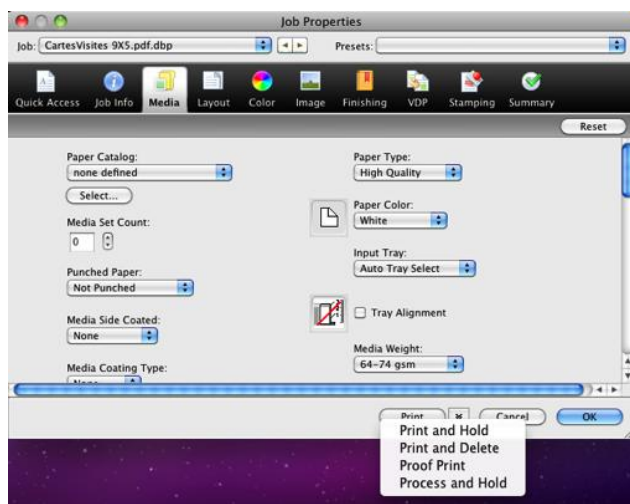 Job Properties
Job: CartesVisites 9X5.pdf.dbp Presets:
Quick Access Job Info Media Layout Color Image Finishing VDP Stamping Summary
Reset
Paper Catalog:
none defined
Select...
Media Set Count:
0
Punched Paper:
Not Punched
Media Side Coated:
None
Media Coating Type:
None
Paper Type:
High Quality
Paper Color:
White
Input Tray:
Auto Tray Select
Tray Alignment
Media Weight:
64-74 gsm
Print Cancel OK
Print and Hold
Print and Delete
Proof Print
Process and Hold